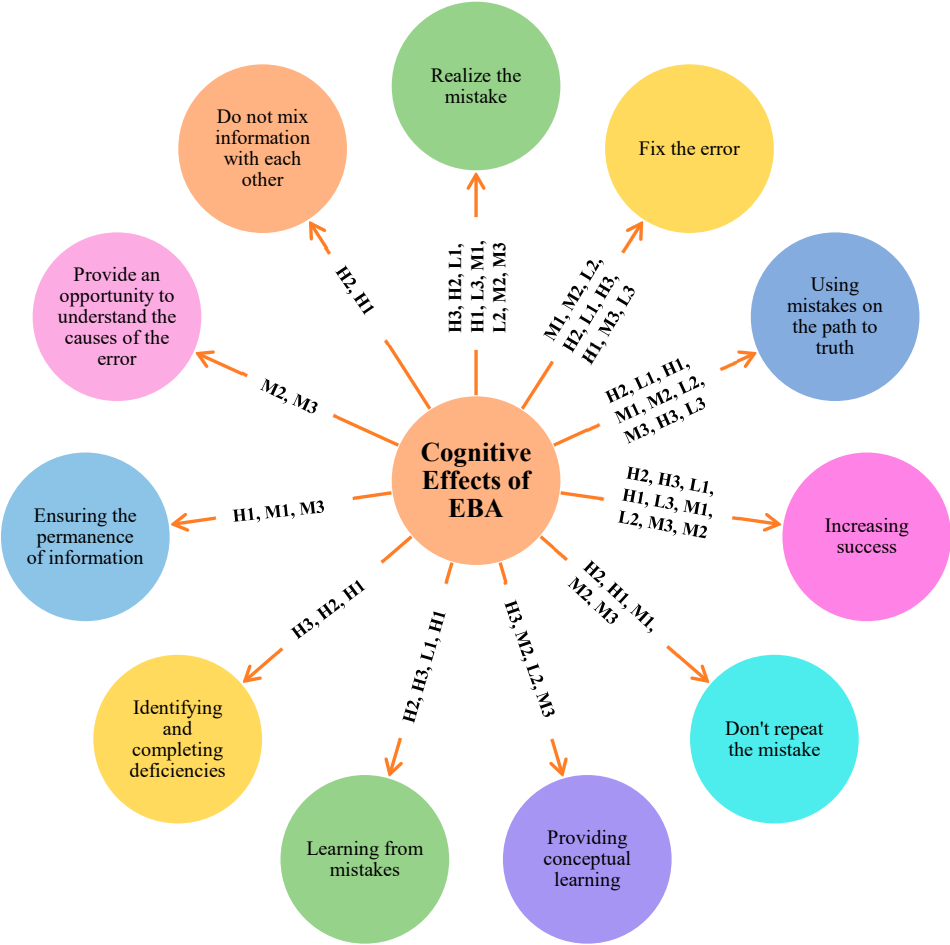 Realize the
mistake
Do not mix
information
with each
other
Fix the error
Provide an
opportunity to
understand the
causes of the
error
Using
mistakes on
the path to
truth
H3, H2, L1,
H1, L3, M1,
L2, M2, M3
M1, M2, L2,
H2, L1, H3,
H1, M3, L3
H2, H1
H2, L1, H1,
M1, M2, L2,
M3, H3, L3
M2, M3
Cognitive
Effects of
EBA
H2, H3, L1,
H1, L3, M1,
L2, M3, M2
H1, M1, M3
Ensuring the
permanence
of information
Increasing
success
H3, H2, H1
H2, H1, M1,
M2, M3
H2, H3, L1, H1
H3, M2, L2, M3
Identifying
and
completing
deficiencies
Don't repeat
the mistake
Learning from
mistakes
Providing
conceptual
learning